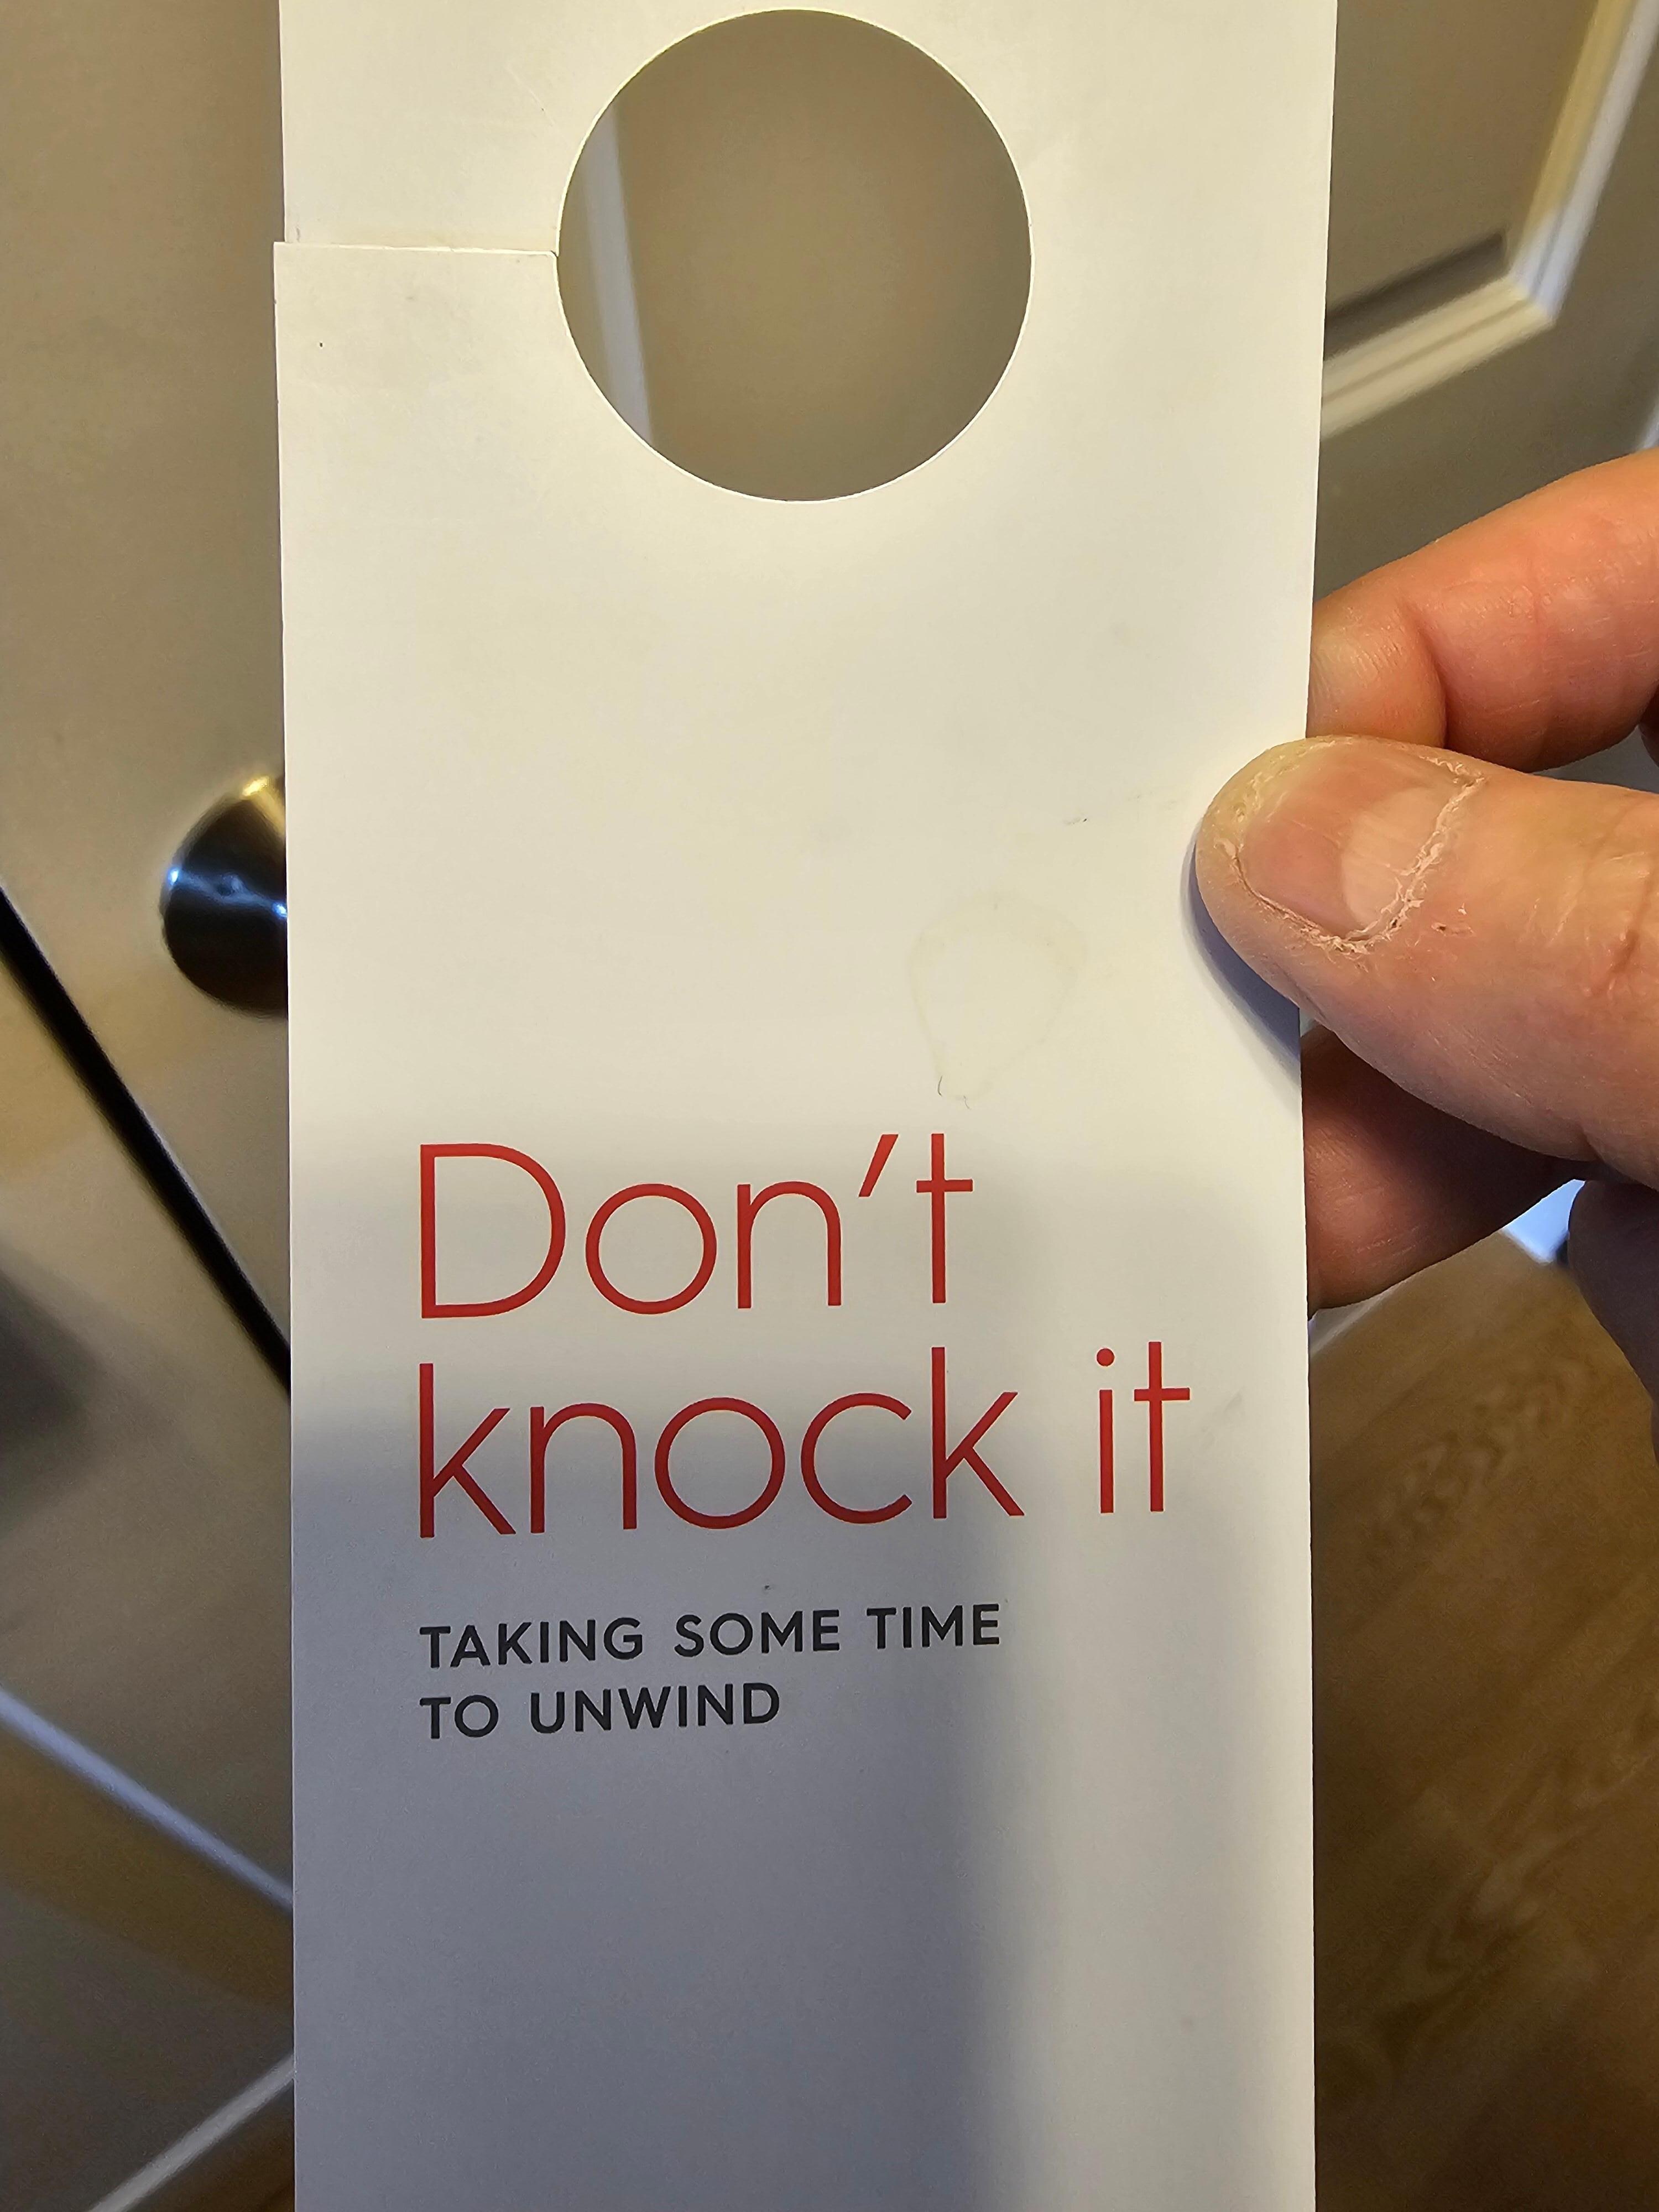 Don't
knock it
TAKING SOME TIME
TO UNWIND